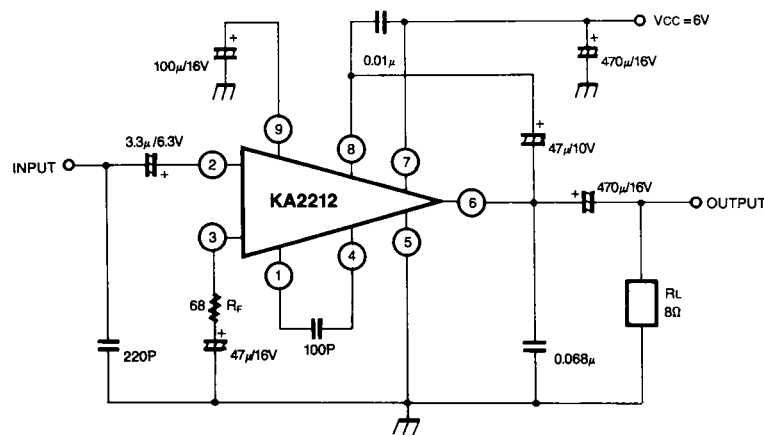 VCC = 6V
100μ/16V
0.01μ
470μ/16V
9
8
7
3.3μ/6.3V
47μ/10V
INPUT
2
KA2212
6
470μ/16V
OUTPUT
3
5
1
4
68
RF
RL
8Ω
220P
47μ/16V
100P
0.068μ
+
+
+
+
+
+